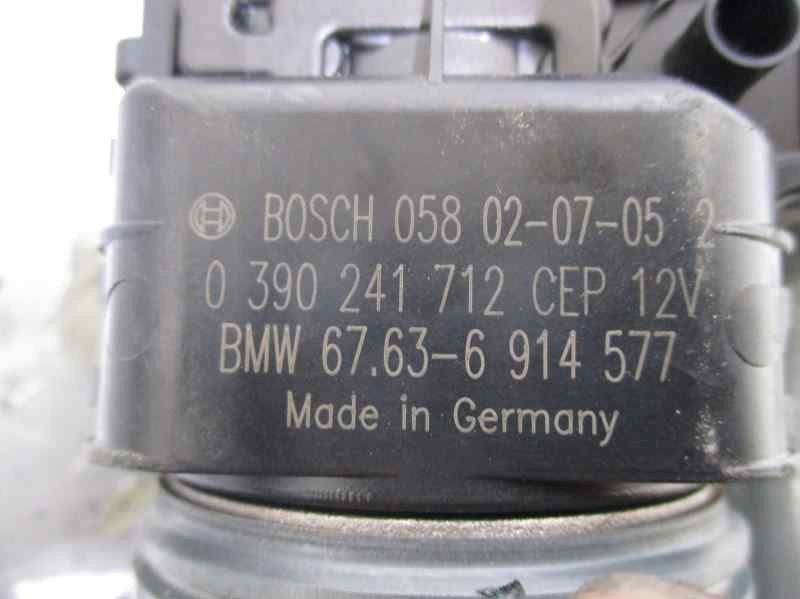 BOSCH 058 02-07-05 2
0 390 241 712 CEP 12V
BMW 67.63-6 914 577
Made in Germany